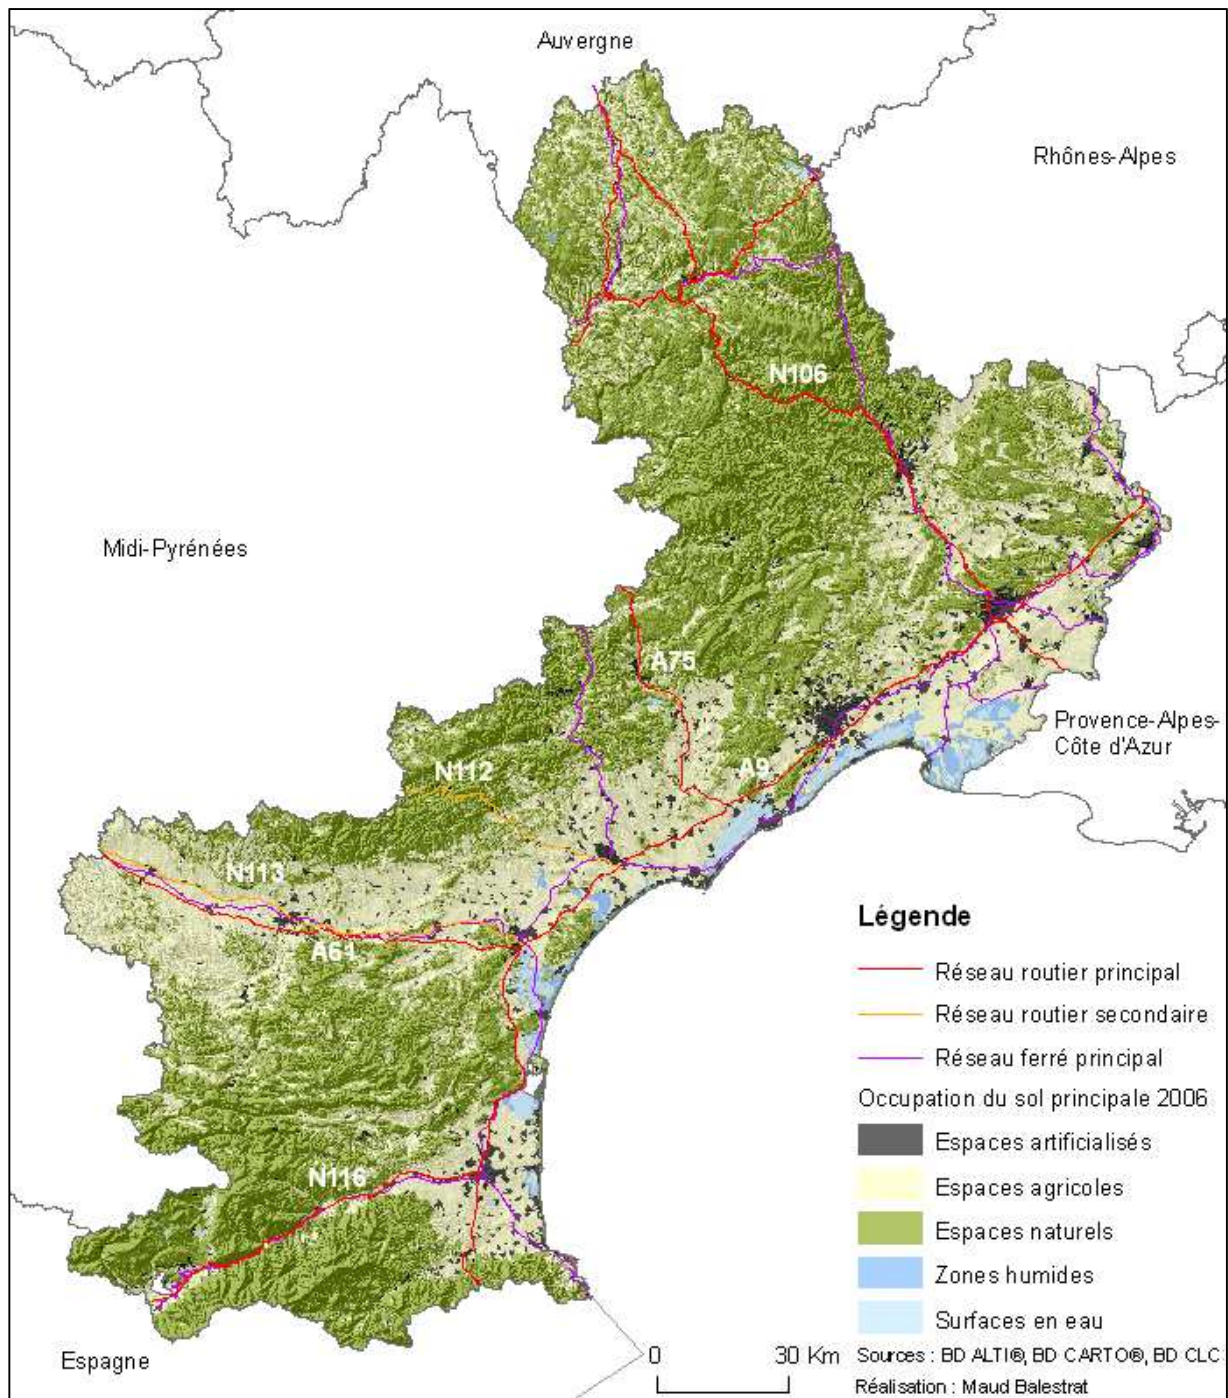 Auvergne
Rhônes-Alpes
N106
Midi-Pyrénées
A75
Provence-Alpes-
Côte d'Azur
N112
A9
N113
A61
Légende
Réseau routier principal
Réseau routier secondaire
Réseau ferré principal
Occupation du sol principale 2006
Espaces artificialisés
Espaces agricoles
Espaces naturels
Zones humides
Surfaces en eau
N116
Espagne
0 30 Km
Sources : BD ALTI®, BD CARTO®, BD CLC
Réalisation : Maud Balestrat